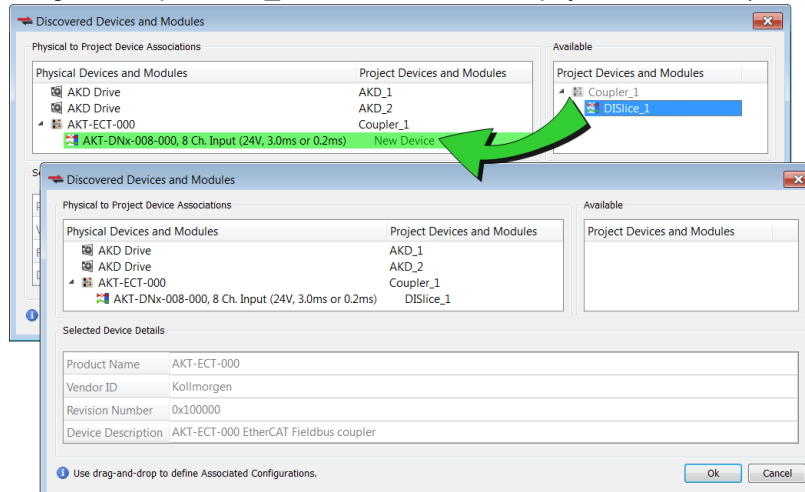 Discovered Devices and Modules
Physical to Project Device Associations
Available
Physical Devices and Modules Project Devices and Modules
Project Devices and Modules
AKD Drive AKD_1
AKD Drive AKD_2
AKT-ECT-000 Coupler_1
AKT-DNx-008-000, 8 Ch. Input (24V, 3.0ms or 0.2ms) New Device
Coupler_1
DISlice_1
Discovered Devices and Modules
Physical to Project Device Associations
Available
Physical Devices and Modules Project Devices and Modules
Project Devices and Modules
AKD Drive AKD_1
AKD Drive AKD_2
AKT-ECT-000 Coupler_1
AKT-DNx-008-000, 8 Ch. Input (24V, 3.0ms or 0.2ms) DISlice_1
Selected Device Details
Product Name AKT-ECT-000
Vendor ID Kollmorgen
Revision Number 0x100000
Device Description AKT-ECT-000 EtherCAT Fieldbus coupler
Use drag-and-drop to define Associated Configurations.
Ok Cancel